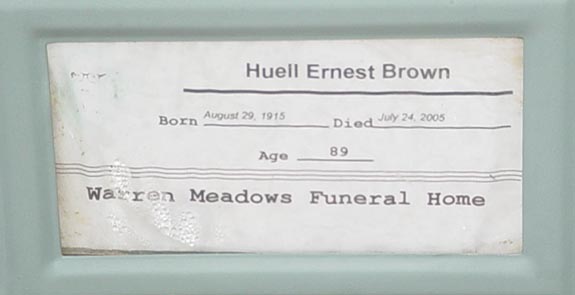 Huell Ernest Brown
Born August 29, 1915 Died July 24, 2005
Age 89
Warren Meadows Funeral Home